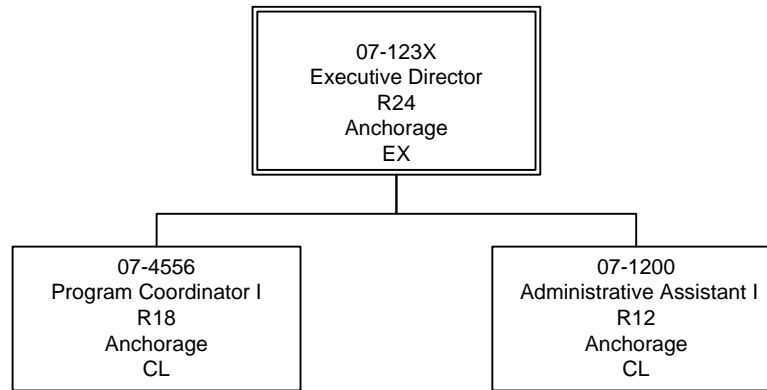 07-123X
Executive Director
R24
Anchorage
EX
07-4556
Program Coordinator I
R18
Anchorage
CL
07-1200
Administrative Assistant I
R12
Anchorage
CL